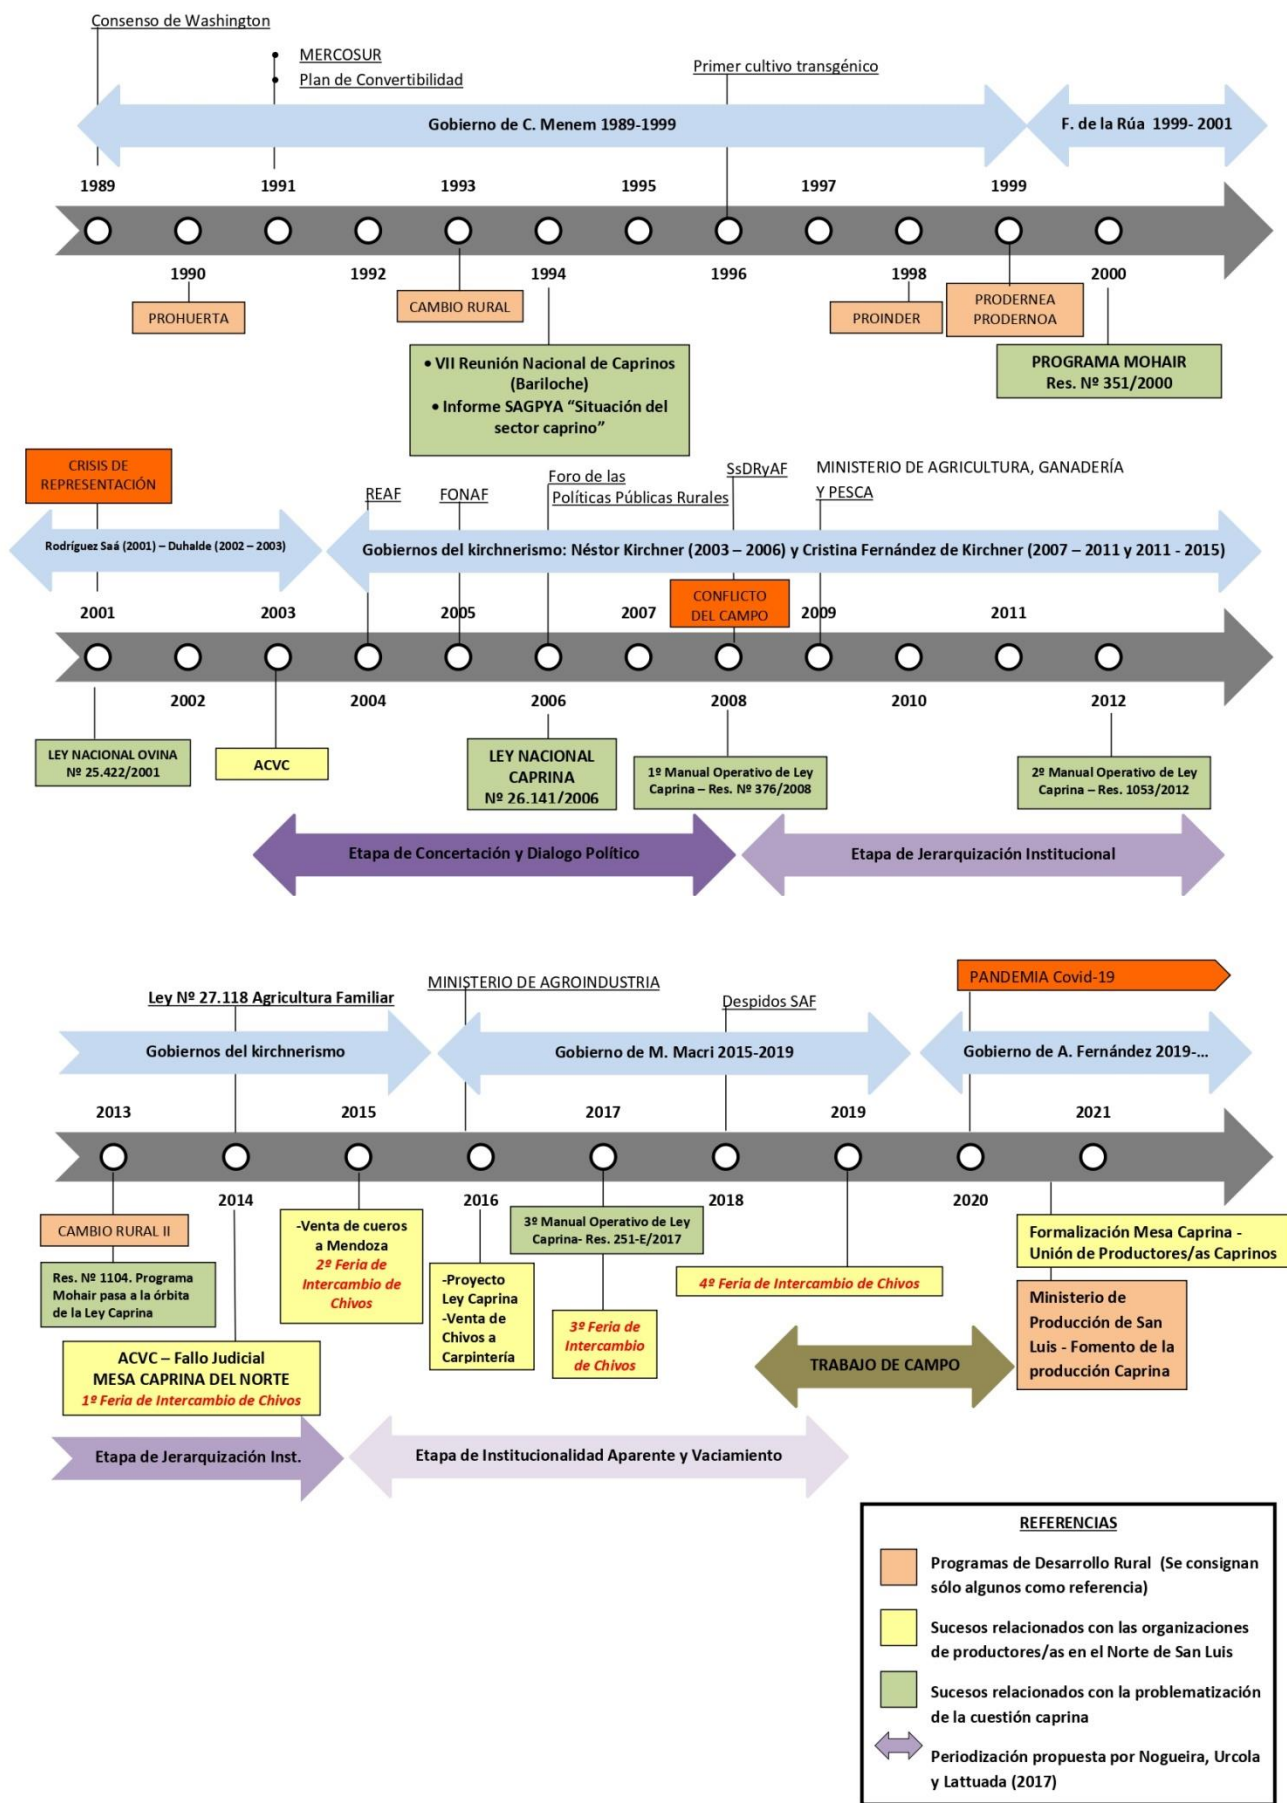 Consenso de Washington
• MERCOSUR
• Plan de Convertibilidad
Primer cultivo transgénico
Gobierno de C. Menem 1989-1999
F. de la Rúa 1999- 2001
1989
1991
1993
1995
1997
1999
1990
1992
1994
1996
1998
2000
PROHUERTA
CAMBIO RURAL
PROINDER
PRODERNEA
PRODERNOA
• VII Reunión Nacional de Caprinos
(Bariloche)
• Informe SAGPYA “Situación del
sector caprino”
PROGRAMA MOHAIR
Res. Nº 351/2000
CRISIS DE
REPRESENTACIÓN
REAF
FONAF
Foro de las
Políticas Públicas Rurales
SsDRyAF
MINISTERIO DE AGRICULTURA, GANADERÍA
Y PESCA
Rodríguez Saá (2001) – Duhalde (2002 – 2003)
Gobiernos del kirchnerismo: Néstor Kirchner (2003 – 2006) y Cristina Fernández de Kirchner (2007 – 2011 y 2011 - 2015)
CONFLICTO
DEL CAMPO
2001
2003
2005
2007
2009
2011
2002
2004
2006
2008
2010
2012
LEY NACIONAL OVINA
Nº 25.422/2001
ACVC
LEY NACIONAL
CAPRINA
Nº 26.141/2006
1º Manual Operativo de Ley
Caprina – Res. Nº 376/2008
2º Manual Operativo de Ley
Caprina – Res. 1053/2012
Etapa de Concertación y Dialogo Político
Etapa de Jerarquización Institucional
PANDEMIA Covid-19
Ley Nº 27.118 Agricultura Familiar
MINISTERIO DE AGROINDUSTRIA
Despidos SAF
Gobiernos del kirchnerismo
Gobierno de M. Macri 2015-2019
Gobierno de A. Fernández 2019-...
2013
2015
2017
2019
2021
2014
2016
2018
2020
CAMBIO RURAL II
Res. Nº 1104. Programa
Mohair pasa a la órbita
de la Ley Caprina
ACVC – Fallo Judicial
MESA CAPRINA DEL NORTE
1º Feria de Intercambio de Chivos
-Venta de cueros
a Mendoza
2º Feria de
Intercambio de
Chivos
-Proyecto
Ley Caprina
-Venta de
Chivos a
Carpintería
3º Manual Operativo de Ley
Caprina- Res. 251-E/2017
3º Feria de
Intercambio
de Chivos
4º Feria de Intercambio de Chivos
TRABAJO DE CAMPO
Formalización Mesa Caprina -
Unión de Productores/as Caprinos
Ministerio de
Producción de San
Luis - Fomento de la
producción Caprina
Etapa de Jerarquización Inst.
Etapa de Institucionalidad Aparente y Vaciamiento
REFERENCIAS
Programas de Desarrollo Rural (Se consignan
sólo algunos como referencia)
Sucesos relacionados con las organizaciones
de productores/as en el Norte de San Luis
Sucesos relacionados con la problematización
de la cuestión caprina
Periodización propuesta por Nogueira, Urcola
y Lattuada (2017)